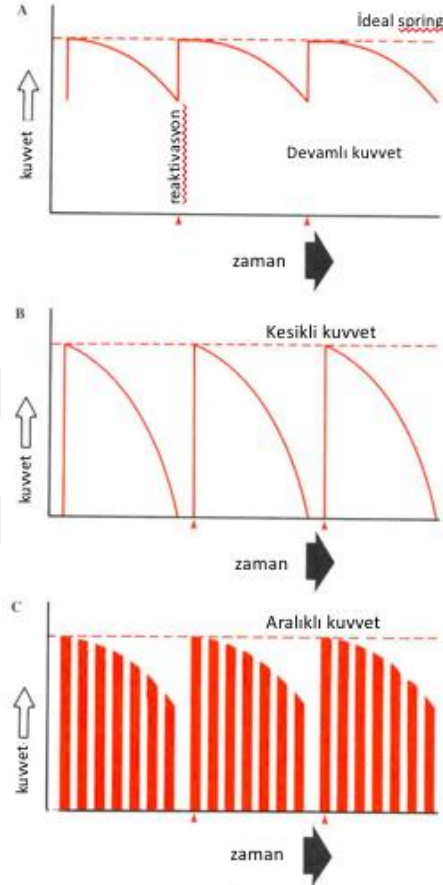 A
İdeal spring
kuvvet
reaktivasyon
Devamlı kuvvet
zaman
B
Kesikli kuvvet
kuvvet
zaman
C
Aralıklı kuvvet
kuvvet
zaman